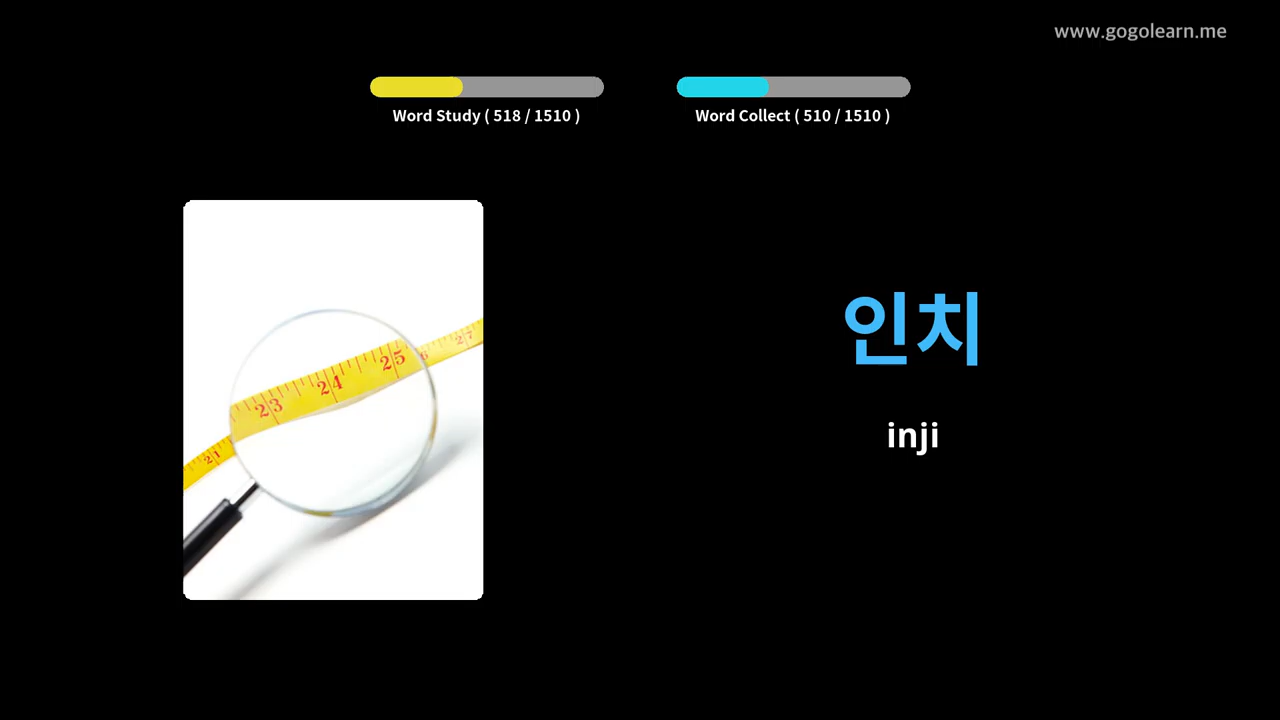 www.gogolearn.me
Word Study ( 518 / 1510 )
Word Collect ( 510 / 1510 )
21
23
24
25
6
27
인치
inji